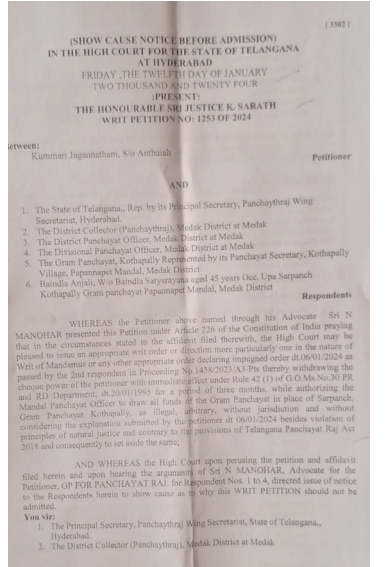 [ 3302 ]
(SHOW CAUSE NOTICE BEFORE ADMISSION)
IN THE HIGH COURT FOR THE STATE OF TELANGANA
AT HYDERABAD
FRIDAY ,THE TWELFTH DAY OF JANUARY
TWO THOUSAND AND TWENTY FOUR
:PRESENT:
THE HONOURABLE SRI JUSTICE K. SARATH
WRIT PETITION NO: 1253 OF 2024
Between:
Kummari Jagannatham, S/o Anthaiah
Petitioner
AND
1. The State of Telangana,, Rep. by its Principal Secretary, Panchaythraj Wing
Secretariat, Hyderabad.
2. The District Collector (Panchaythraj), Medak District at Medak
3. The District Panchayat Officer, Medak District at Medak
4. The Divisional Panchayat Officer, Medak District at Medak
5. The Gram Panchayat, Kothapally Represented by its Panchayat Secretary, Kothapally
Village, Papannapet Mandal, Medak District
6. Baindla Anjali, W/o Baindla Satyarayana aged 45 years Occ. Upa Sarpanch
Kothapally Gram panchayat Papannapet Mandal, Medak District
Respondents
WHEREAS the Petitioner above named through his Advocate Sri N
MANOHAR presented this Petition under Article 226 of the Constitution of India praying
that in the circumstances stated in the affidavit filed therewith, the High Court may be
pleased to issue an appropriate writ order or direction more particularly one in the nature of
Writ of Mandamus or any other appropriate order declaring impugned order dt.06/01/2024 as
passed by the 2nd respondent in Proceeding No.1438/2023/A3-Pts thereby withdrawing the
cheque power of the petitioner with immediate effect under Rule 42 (1) of G.O.Ms.No.30 PR
and RD Department, dt.20/01/1995 for a period of three months, while authorizing the
Mandal Panchayat Officer to draw all funds of the Gram Panchayat in place of Sarpanch,
Gram Panchayat Kothapally, as illegal, arbitrary, without jurisdiction and without
considering the explanation submitted by the petitioner dt 06/01/2024 besides violation of
principles of natural justice and contrary to the provisions of Telangana Panchayat Raj Act
2018 and consequently to set aside the same;
AND WHEREAS the High Court upon perusing the petition and affidavit
filed herein and upon hearing the arguments of Sri N MANOHAR, Advocate for the
Petitioner, GP FOR PANCHAYAT RAJ, for Respondent Nos. 1 to 4, directed issue of notice
to the Respondents herein to show cause as to why this WRIT PETITION should not be
admitted.
You viz:
1. The Principal Secretary, Panchaythraj Wing Secretariat, State of Telangana,,
Hyderabad.
2. The District Collector (Panchaythraj), Medak District at Medak